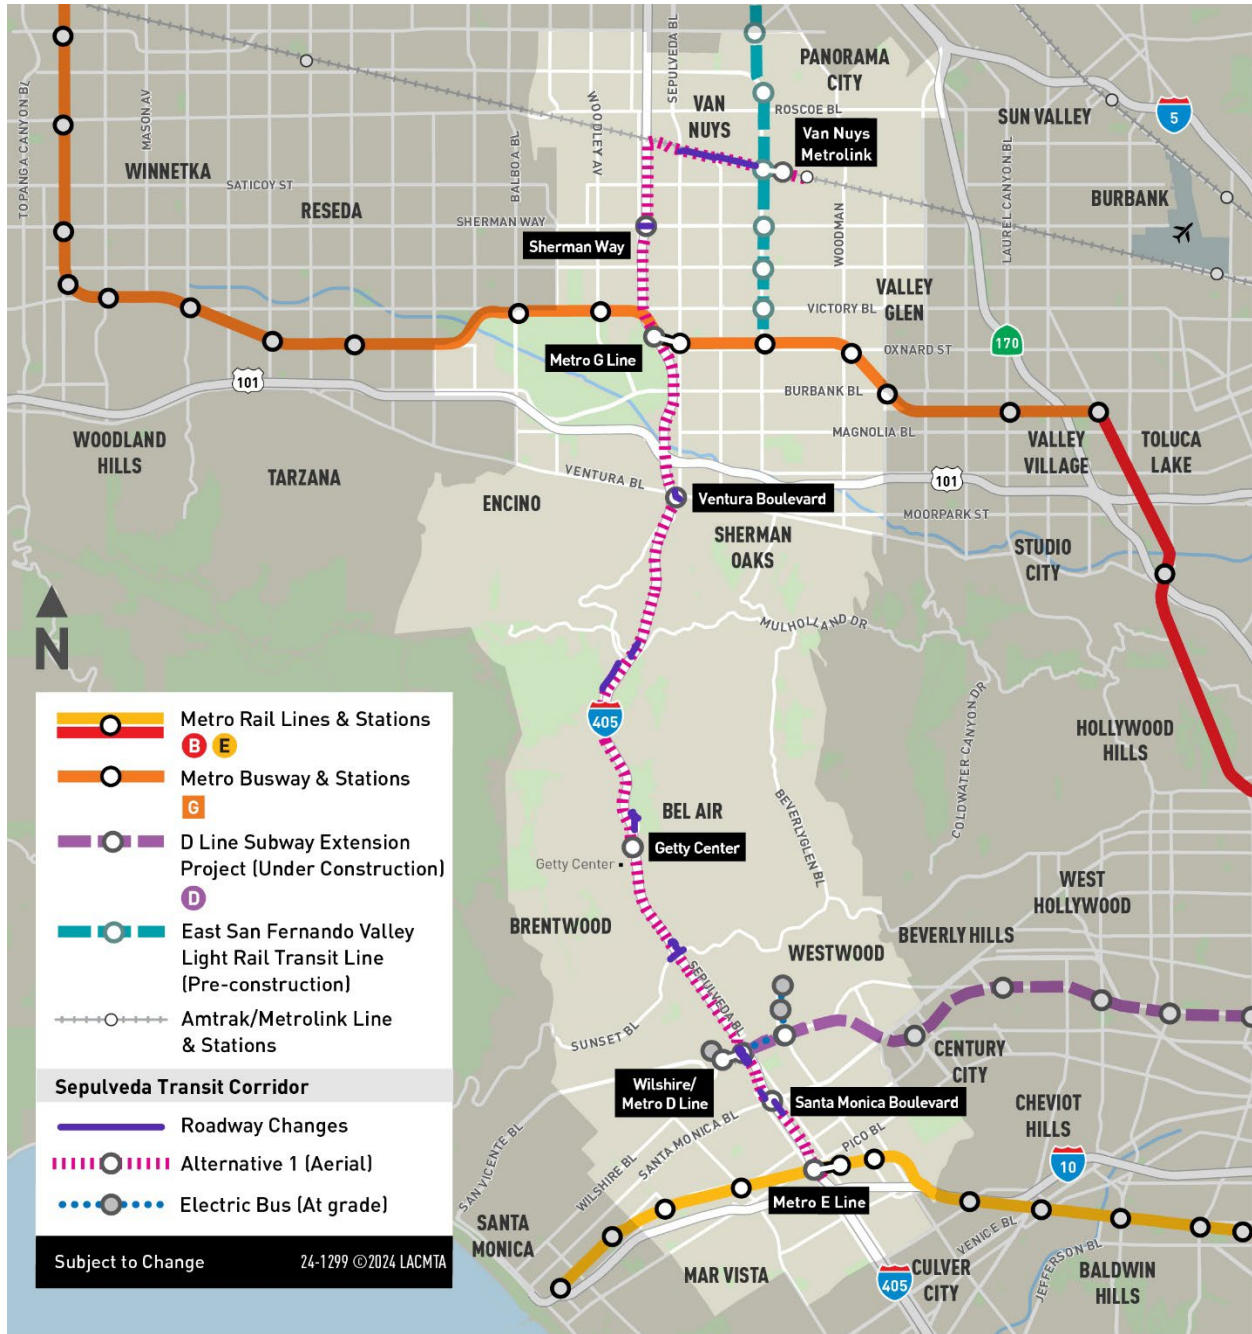 TOPANGA CANYON BL
MASON AV
WINNETKA
SATICOY ST
RESEDA
BALBOA BL
WOODLEY AV
SHERMAN WAY
SEPULVEDA BL
VAN
NUYS
PANORAMA
CITY
ROSCOE BL
Van Nuys
Metrolink
SUN VALLEY
5
LAUREL CANYON BL
BURBANK
WOODMAN
Sherman Way
VALLEY
GLEN
VICTORY BL
OXNARD ST
170
Metro G Line
BURBANK BL
MAGNOLIA BL
101
WOODLAND
HILLS
TARZANA
VENTURA BL
ENCINO
Ventura Boulevard
VALLEY
VILLAGE
TOLUCA
LAKE
101
MOORPARK ST
SHERMAN
OAKS
STUDIO
CITY
MULHOLLAND DR
N
405
COLDWATER CANYON DR
HOLLYWOOD
HILLS
BEL AIR
BEVERLYGLEN BL
Getty Center
Getty Center
WEST
HOLLYWOOD
BRENTWOOD
BEVERLY HILLS
WESTWOOD
SEPULVEDA BL
SUNSET BL
CENTURY
CITY
Wilshire/
Metro D Line
Santa Monica Boulevard
CHEVIOT
HILLS
SAN VICENTE BL
WILSHIRE BL
SANTA MONICA BL
PICO BL
10
Metro E Line
SANTA
MONICA
MAR VISTA
VENICE BL
JEFFERSON BL
405
CULVER
CITY
BALDWIN
HILLS
Metro Rail Lines & Stations
B E
Metro Busway & Stations
G
D Line Subway Extension
Project (Under Construction)
D
East San Fernando Valley
Light Rail Transit Line
(Pre-construction)
Amtrak/Metrolink Line
& Stations
Sepulveda Transit Corridor
Roadway Changes
Alternative 1 (Aerial)
Electric Bus (At grade)
Subject to Change
24-1299 ©2024 LACMTA